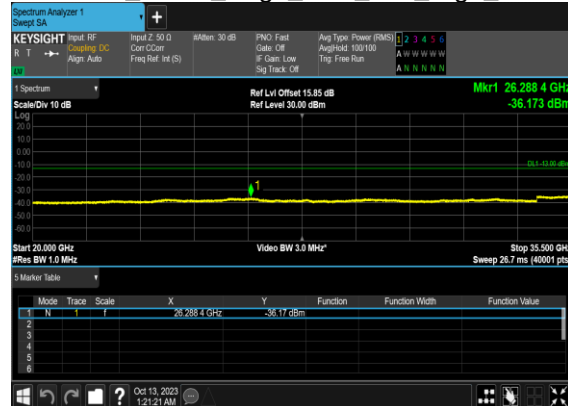 Spectrum Analyzer 1
Swept SA
+
KEYSIGHT Input: RF Input Z: 50 Ω #Atten: 30 dB PNO: Fast Avg Type: Power (RMS) 1 2 3 4 5 6
R T Coupling: DC Corr CCorr Gate: Off Avg|Hold: 100/100 A W W W W W
Align: Auto Freq Ref: Int (S) IF Gain: Low Trig: Free Run
Sig Track: Off A N N N N N
1 Spectrum Ref Lvl Offset 15.85 dB Mkr1 26.288 4 GHz
Scale/Div 10 dB Ref Level 30.00 dBm -36.173 dBm
Log
20.0
10.0
0.00
-10.0 DL1 -13.00 dBm
-20.0
-30.0 1
-40.0
-50.0
-60.0
Start 20.000 GHz Video BW 3.0 MHz* Stop 35.500 GHz
#Res BW 1.0 MHz Sweep 26.7 ms (40001 pts)
5 Marker Table
Mode Trace Scale X Y Function Function Width Function Value
1 N 1 f 26.288 4 GHz -36.17 dBm
2
3
4
5
6
? Oct 13, 2023
1:21:21 AM